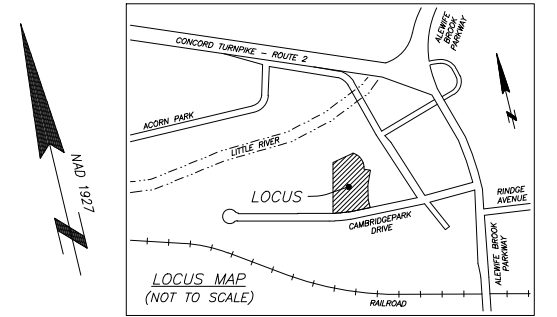 NAD 1927
CONCORD TURNPIKE - ROUTE 2
ALEWIFE
BROOK
PARKWAY
ACORN PARK
LITTLE RIVER
LOCUS
CAMBRIDGEPARK
DRIVE
RINDGE
AVENUE
ALEWIFE BROOK
PARKWAY
LOCUS MAP
(NOT TO SCALE)
RAILROAD